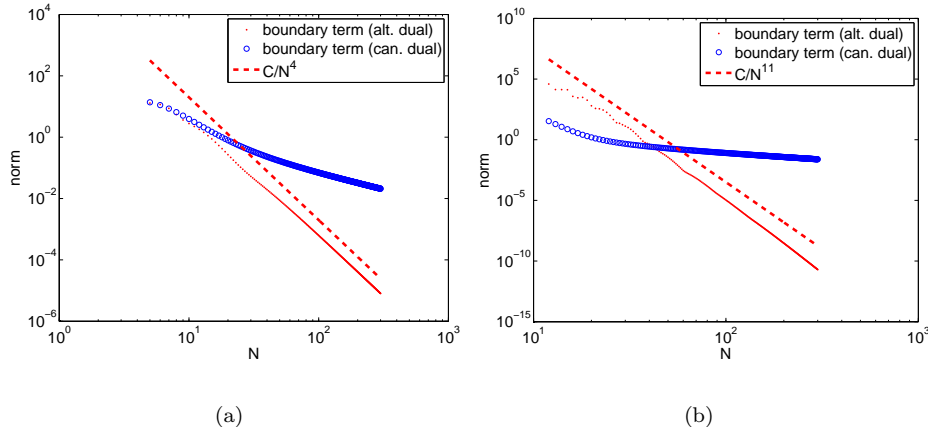 10^4
10^2
10^0
10^-2
10^-4
10^-6
norm
boundary term (alt. dual)
boundary term (can. dual)
C/N^4
10^0
10^1
10^2
10^3
N
(a)
10^10
10^5
10^0
10^-5
10^-10
10^-15
norm
boundary term (alt. dual)
boundary term (can. dual)
C/N^11
10^1
10^2
10^3
N
(b)